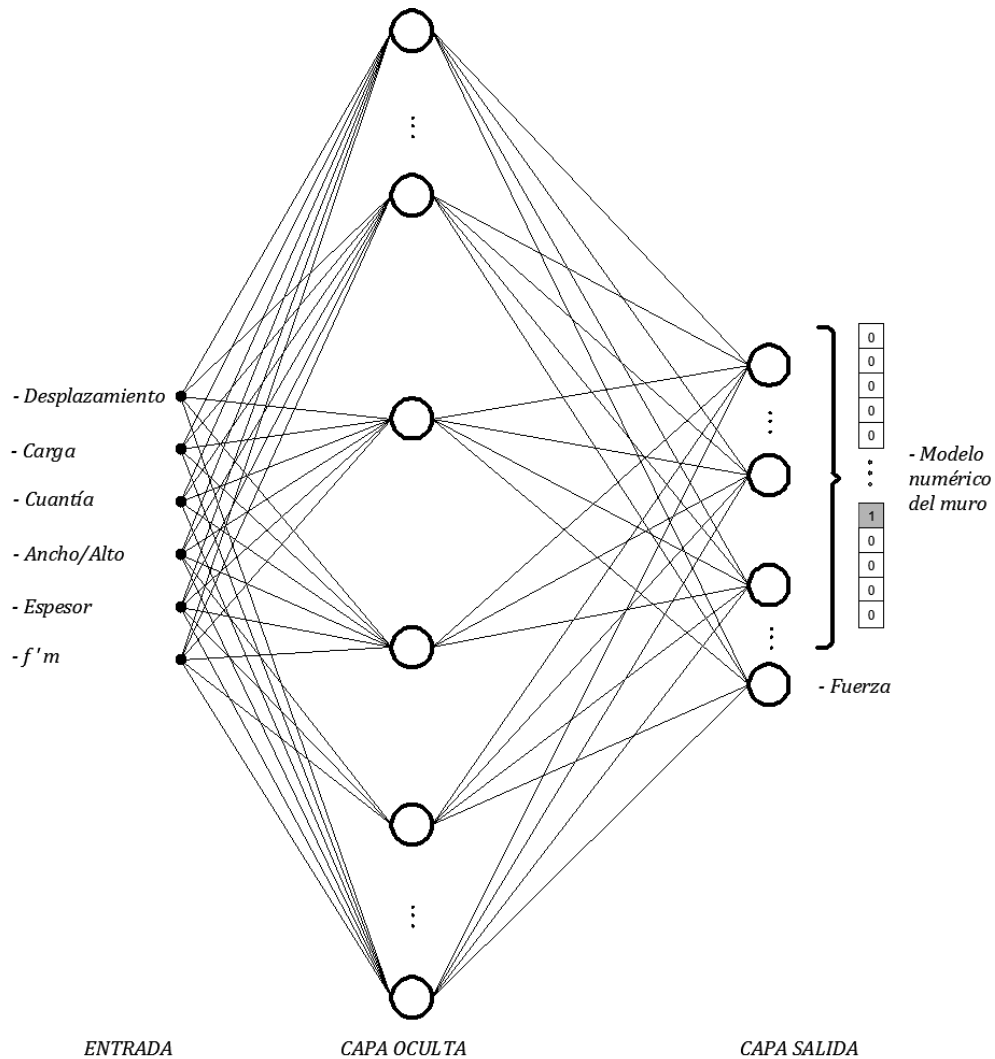 - Desplazamiento
- Carga
- Cuantía
- Ancho/Alto
- Espesor
- f'm
0
0
0
0
0
1
0
0
0
0
- Modelo
numérico
del muro
- Fuerza
ENTRADA
CAPA OCULTA
CAPA SALIDA